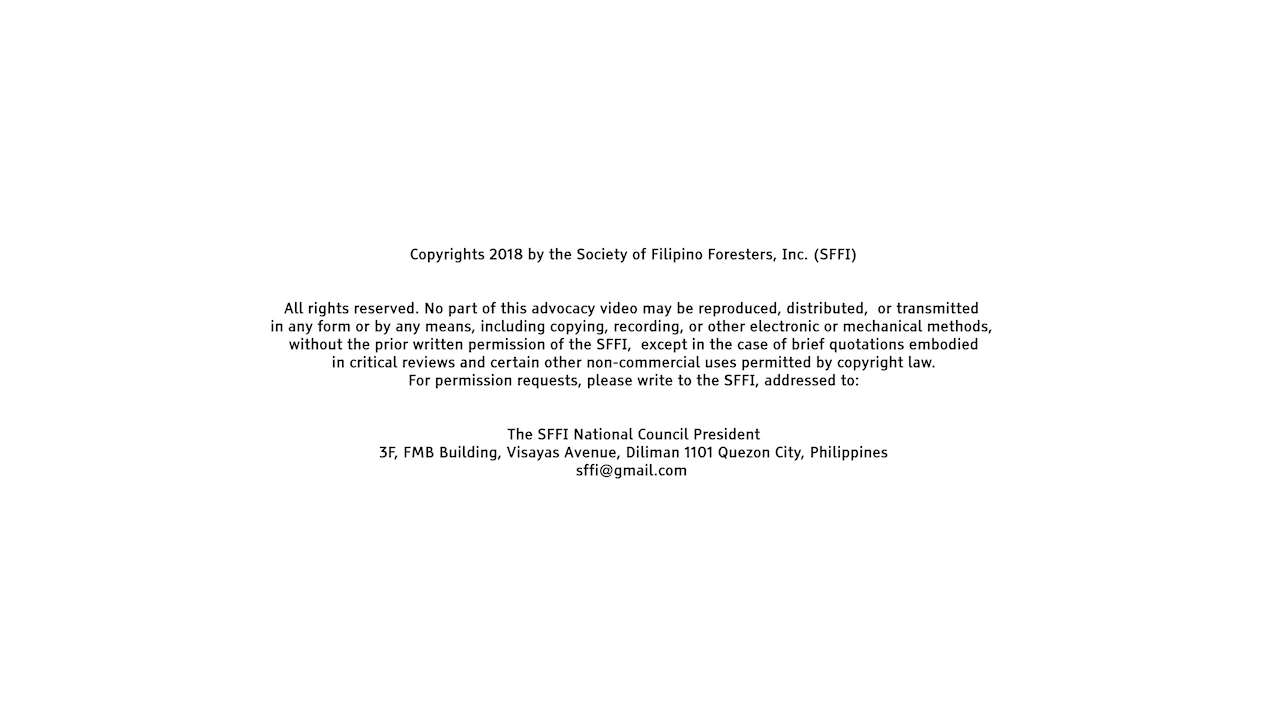 Copyrights 2018 by the Society of Filipino Foresters, Inc. (SFFI)
All rights reserved. No part of this advocacy video may be reproduced, distributed,  or transmitted
in any form or by any means, including copying, recording, or other electronic or mechanical methods,
without the prior written permission of the SFFI,  except in the case of brief quotations embodied
in critical reviews and certain other non-commercial uses permitted by copyright law.
For permission requests, please write to the SFFI, addressed to:
The SFFI National Council President
3F, FMB Building, Visayas Avenue, Diliman 1101 Quezon City, Philippines
sffi@gmail.com